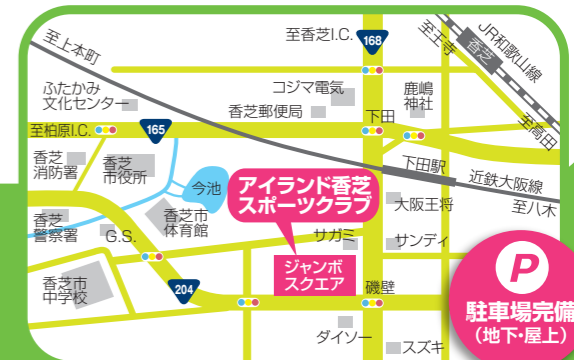 至上本町
至香芝I.C.
168
至王寺
JR和歌山線
香芝
ふたかみ
文化センター
コジマ電気
香芝郵便局
鹿嶋
神社
下田
至高田
至柏原I.C.
165
香芝
消防署
香芝
市役所
今池
アイランド香芝
スポーツクラブ
下田駅
近鉄大阪線
至八木
大阪王将
香芝
警察署
G.S.
香芝市
体育館
サガミ
サンディ
香芝市
中学校
204
ジャンボ
スクエア
磯壁
ダイソー
スズキ
P
駐車場完備
(地下・屋上)